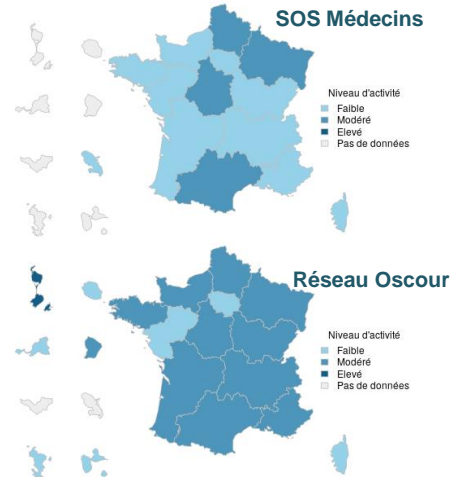 SOS Médecins
Niveau d'activité
Faible
Modéré
Elevé
Pas de données
Réseau Oscour
Niveau d'activité
Faible
Modéré
Elevé
Pas de données